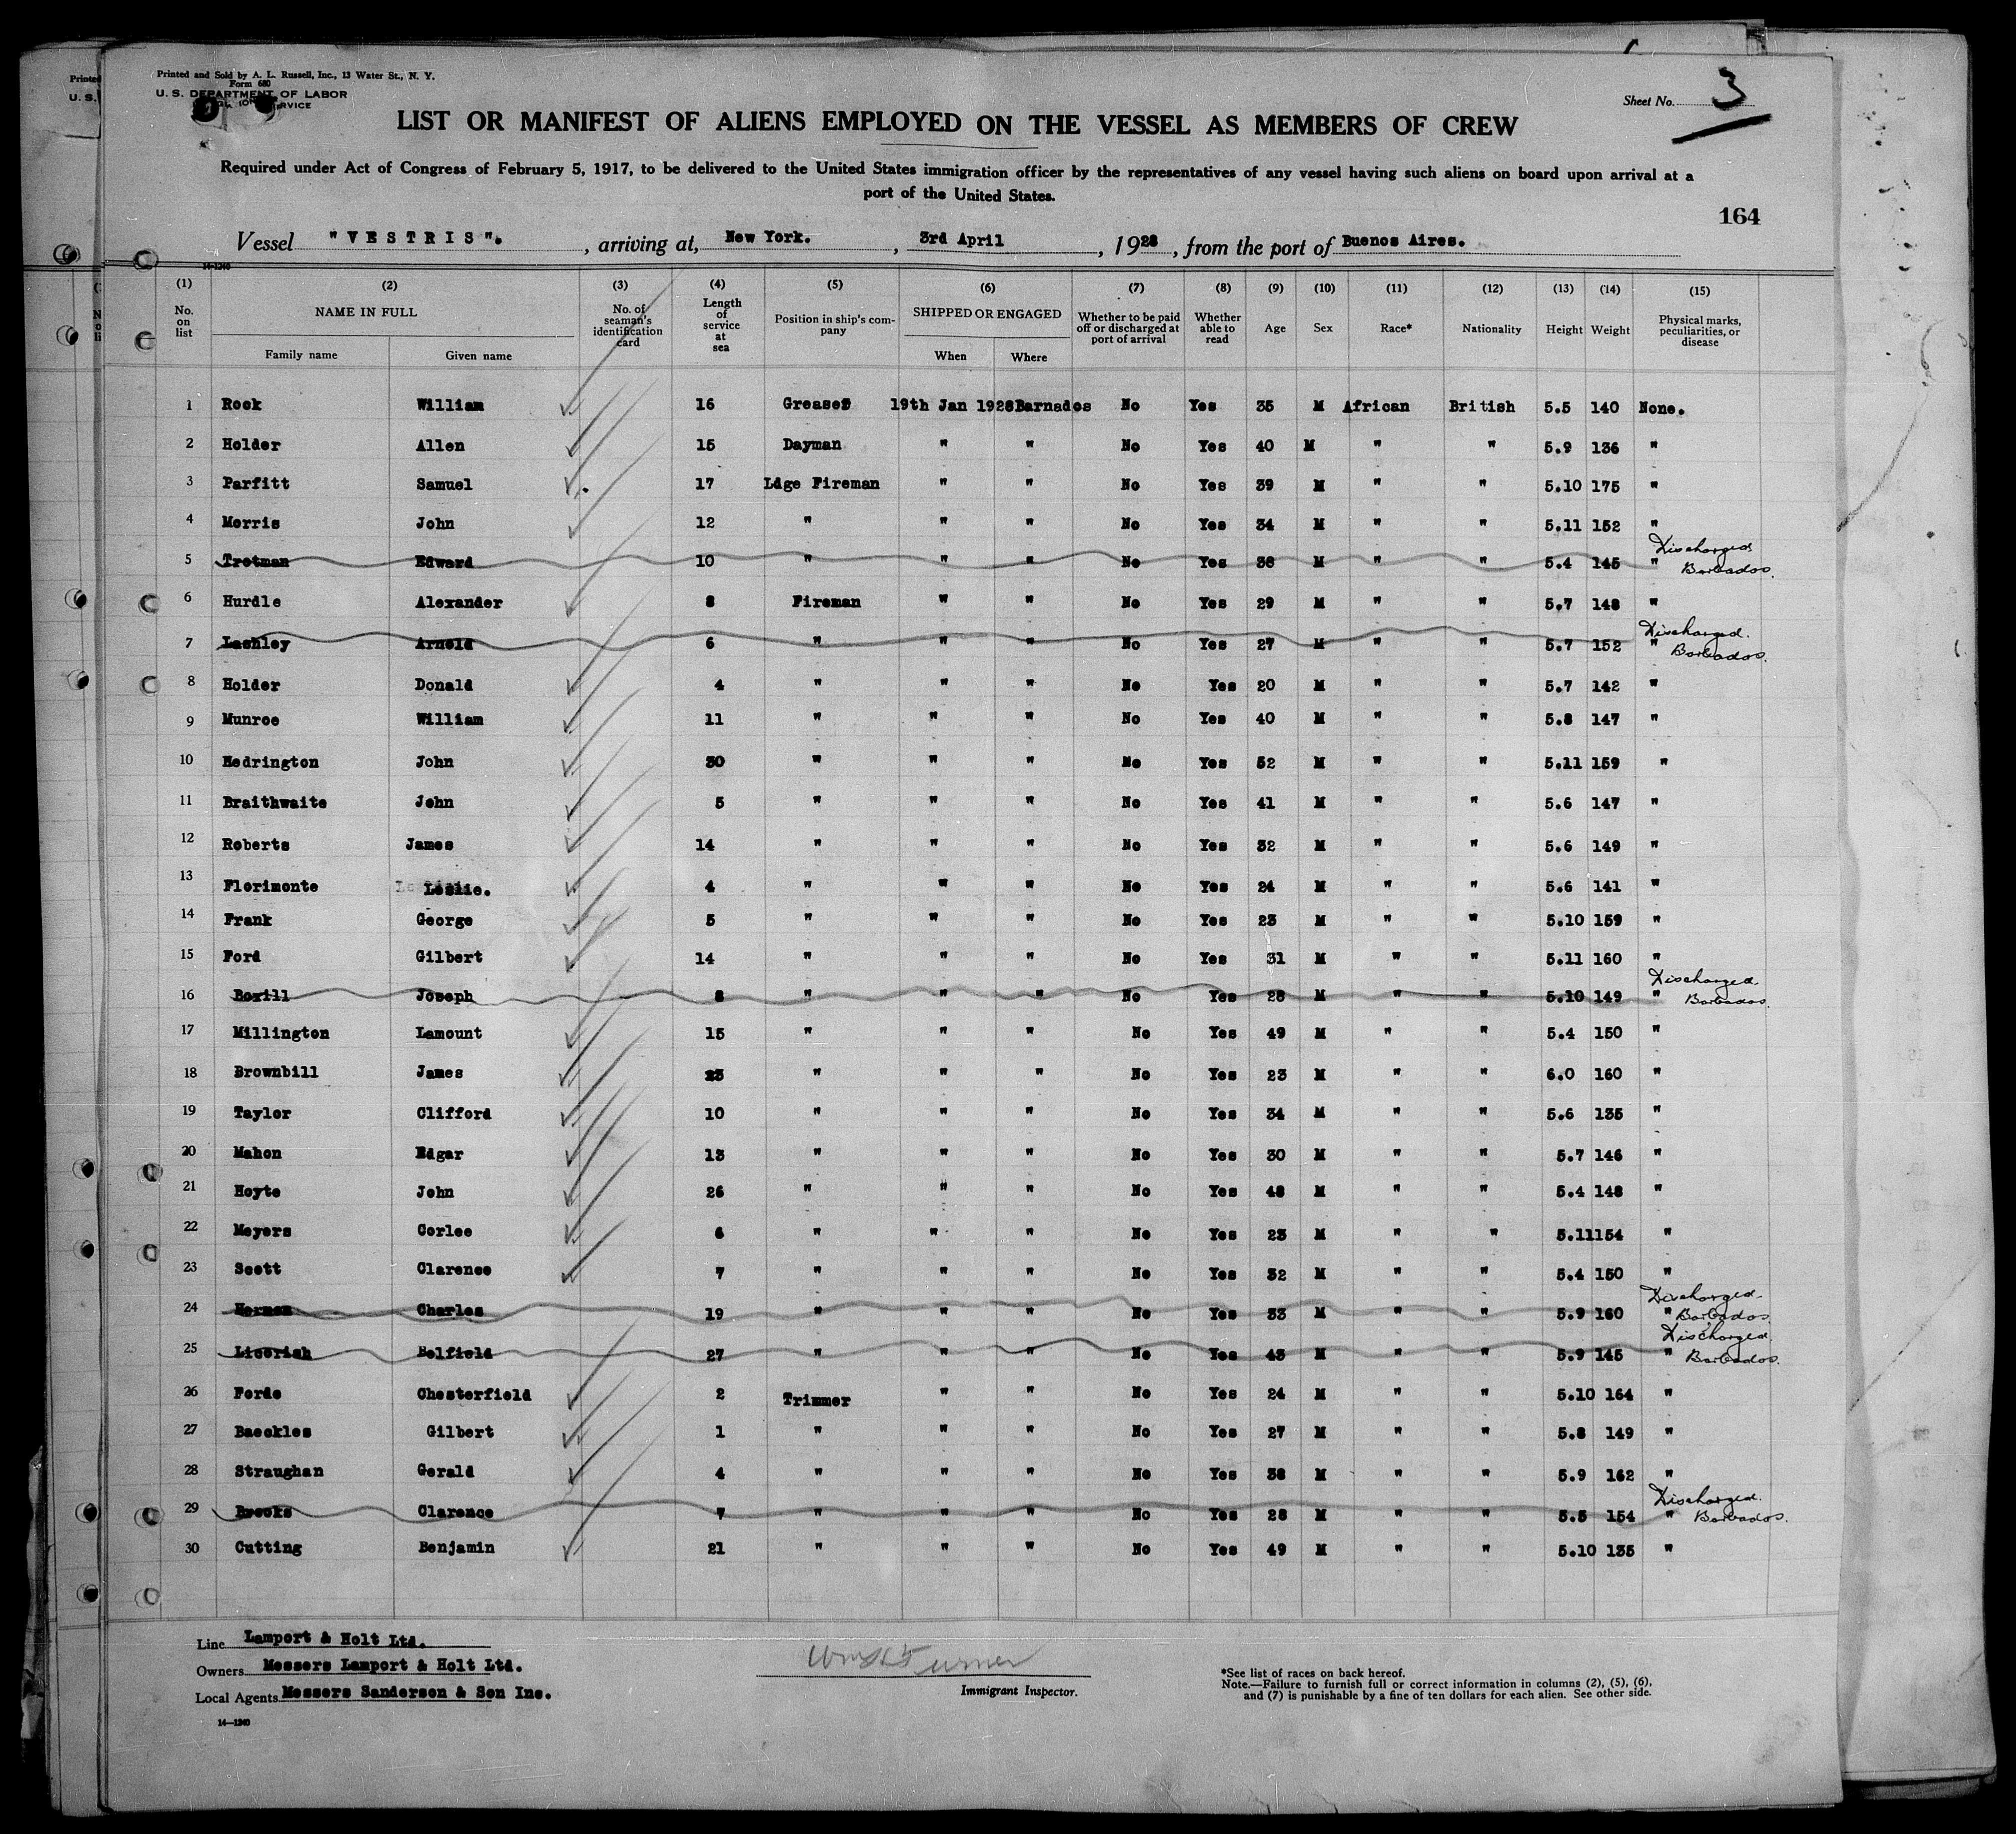 Printed and Sold by A. L. Russell, Inc., 13 Water St., N. Y.
Form 680
U. S. DEPARTMENT OF LABOR
Sheet No. 3
LIST OR MANIFEST OF ALIENS EMPLOYED ON THE VESSEL AS MEMBERS OF CREW
Required under Act of Congress of February 5, 1917, to be delivered to the United States immigration officer by the representatives of any vessel having such aliens on board upon arrival at a
port of the United States.
164
Vessel "VESTRIS". , arriving at, New York. , 3rd April , 1928 , from the port of Buenos Aires.
14-1240
(1) (2) (3) (4) (5) (6) (7) (8) (9) (10) (11) (12) (13) (14) (15)
No. on list NAME IN FULL Family name Given name No. of seaman's identification card Length of service at sea Position in ship's company SHIPPED OR ENGAGED When Where Whether to be paid off or discharged at port of arrival Whether able to read Age Sex Race* Nationality Height Weight Physical marks, peculiarities, or disease
1 Rock William 16 Greaser 19th Jan 1928 Barnados No Yes 35 M African British 5.5 140 None.
2 Holder Allen 15 Dayman " " No Yes 40 M " " 5.9 136 "
3 Parfitt Samuel 17 Ldge Fireman " " No Yes 39 M " " 5.10 175 "
4 Morris John 12 " " " No Yes 34 M " " 5.11 152 "
5 Trotman Edward 10 " " " No Yes 38 M " " 5.4 145 " Discharged Barbados.
6 Hurdle Alexander 8 Fireman " " No Yes 29 M " " 5.7 148 "
7 Lashley Arnold 6 " " " No Yes 27 M " " 5.7 152 " Discharged. Barbados.
8 Holder Donald 4 " " " No Yes 20 M " " 5.7 142 "
9 Munroe William 11 " " " No Yes 40 M " " 5.8 147 "
10 Hedrington John 30 " " " No Yes 52 M " " 5.11 159 "
11 Braithwaite John 5 " " " No Yes 41 M " " 5.6 147 "
12 Roberts James 14 " " " No Yes 32 M " " 5.6 149 "
13 Florimonte Leslie. 4 " " " No Yes 24 M " " 5.6 141 "
14 Frank George 5 " " " No Yes 23 M " " 5.10 159 "
15 Ford Gilbert 14 " " " No Yes 31 M " " 5.11 160 "
16 Boxill Joseph 8 " " " No Yes 28 M " " 5.10 149 " Discharged. Barbados.
17 Millington Lamount 15 " " " No Yes 49 M " " 5.4 150 "
18 Brownbill James 23 " " " No Yes 23 M " " 6.0 160 "
19 Taylor Clifford 10 " " " No Yes 34 M " " 5.6 135 "
20 Mahon Edgar 13 " " " No Yes 30 M " " 5.7 146 "
21 Hoyte John 26 " " " No Yes 48 M " " 5.4 148 "
22 Meyers Corlee 6 " " " No Yes 23 M " " 5.11 154 "
23 Scott Clarence 7 " " " No Yes 32 M " " 5.4 150 "
24 Herman Charles 19 " " " No Yes 33 M " " 5.9 160 " Discharged. Barbados.
25 Licorish Belfield 27 " " " No Yes 43 M " " 5.9 145 " Discharged. Barbados.
26 Forde Chesterfield 2 Trimmer " " No Yes 24 M " " 5.10 164 "
27 Baeckles Gilbert 1 " " " No Yes 27 M " " 5.8 149 "
28 Straughan Gerald 4 " " " No Yes 38 M " " 5.9 162 "
29 Brooks Clarence 7 " " " No Yes 28 M " " 5.5 154 " Discharged. Barbados.
30 Cutting Benjamin 21 " " " No Yes 49 M " " 5.10 135 "
Line Lamport & Holt Ltd.
Owners Messers Lamport & Holt Ltd.
Local Agents Messers Sanderson & Son Inc.
14—1240
Turner
Immigrant Inspector.
*See list of races on back hereof.
Note.—Failure to furnish full or correct information in columns (2), (5), (6),
and (7) is punishable by a fine of ten dollars for each alien. See other side.